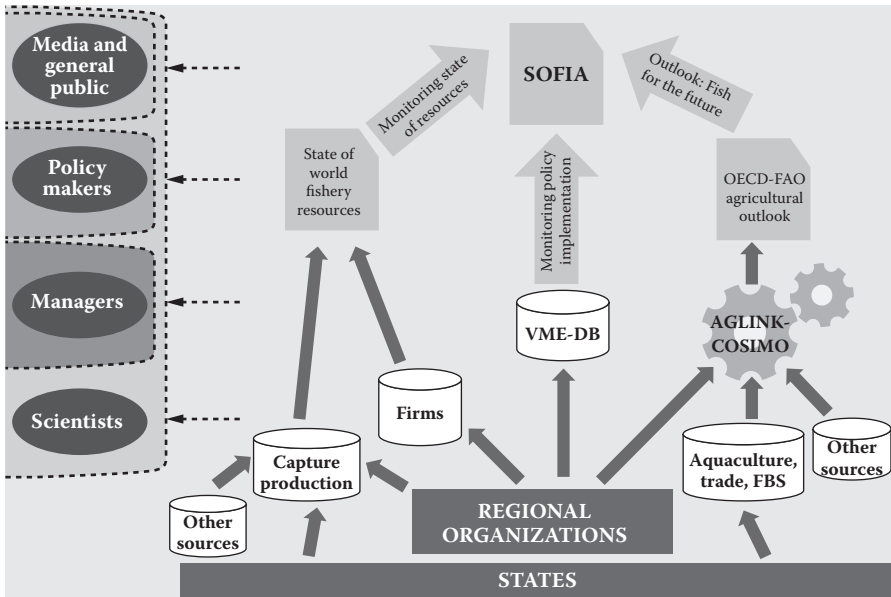 Media and
general
public
Policy
makers
Managers
Scientists
SOFIA
Monitoring state
of resources
Outlook: Fish
for the future
State of
world
fishery
resources
Monitoring policy
implementation
OECD-FAO
agricultural
outlook
VME-DB
AGLINK-
COSIMO
Firms
Capture
production
Aquaculture,
trade, FBS
Other
sources
Other
sources
REGIONAL
ORGANIZATIONS
STATES